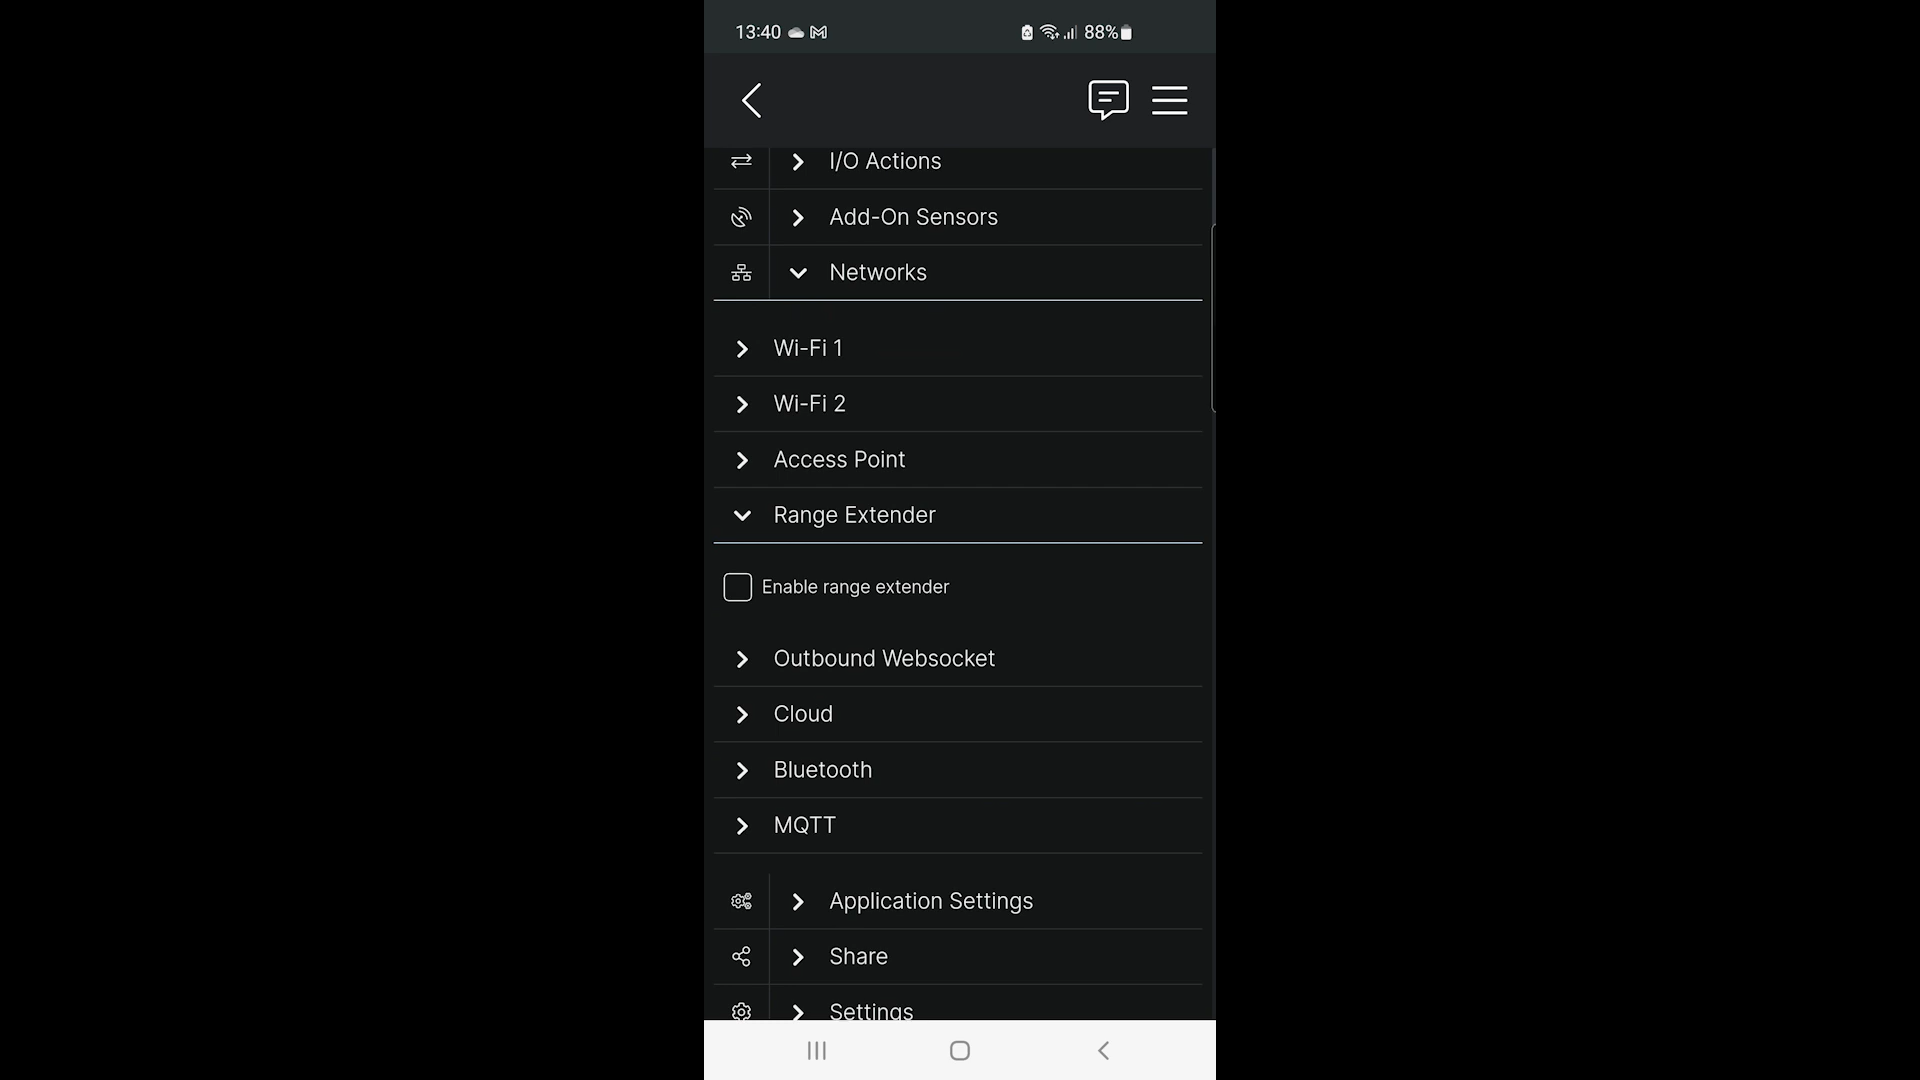 13:40
88%
I/O Actions
Add-On Sensors
Networks
Wi-Fi 1
Wi-Fi 2
Access Point
Range Extender
Enable range extender
Outbound Websocket
Cloud
Bluetooth
MQTT
Application Settings
Share
Settings